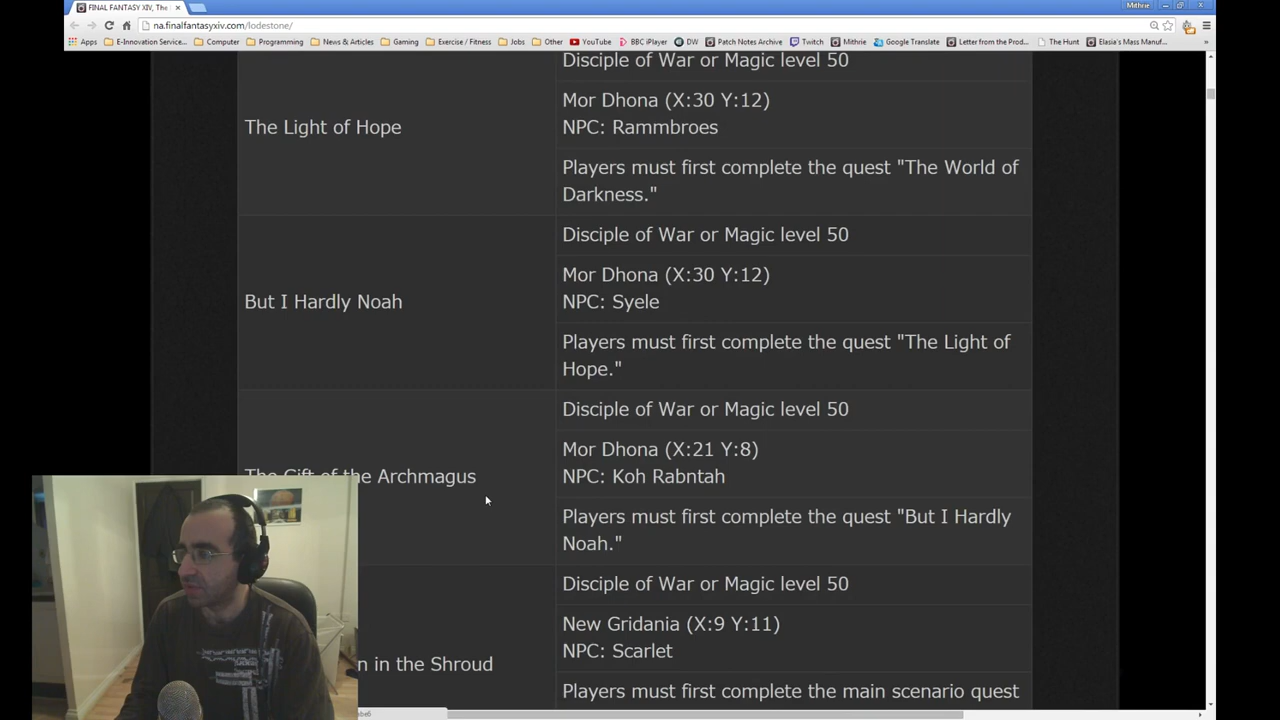 FINAL FANTASY XIV, The
Mithrie
na.finalfantasyxiv.com/lodestone/
Apps E-Innovation Service... Computer Programming News & Articles Gaming Exercise / Fitness Jobs Other YouTube BBC iPlayer DW Patch Notes Archive Twitch Mithrie Google Translate Letter from the Prod... The Hunt Elasia's Mass Manuf...
Disciple of War or Magic level 50
The Light of Hope
Mor Dhona (X:30 Y:12)
NPC: Rammbroes
Players must first complete the quest "The World of
Darkness."
Disciple of War or Magic level 50
But I Hardly Noah
Mor Dhona (X:30 Y:12)
NPC: Syele
Players must first complete the quest "The Light of
Hope."
Disciple of War or Magic level 50
The Gift of the Archmagus
Mor Dhona (X:21 Y:8)
NPC: Koh Rabntah
Players must first complete the quest "But I Hardly
Noah."
Disciple of War or Magic level 50
in the Shroud
New Gridania (X:9 Y:11)
NPC: Scarlet
Players must first complete the main scenario quest